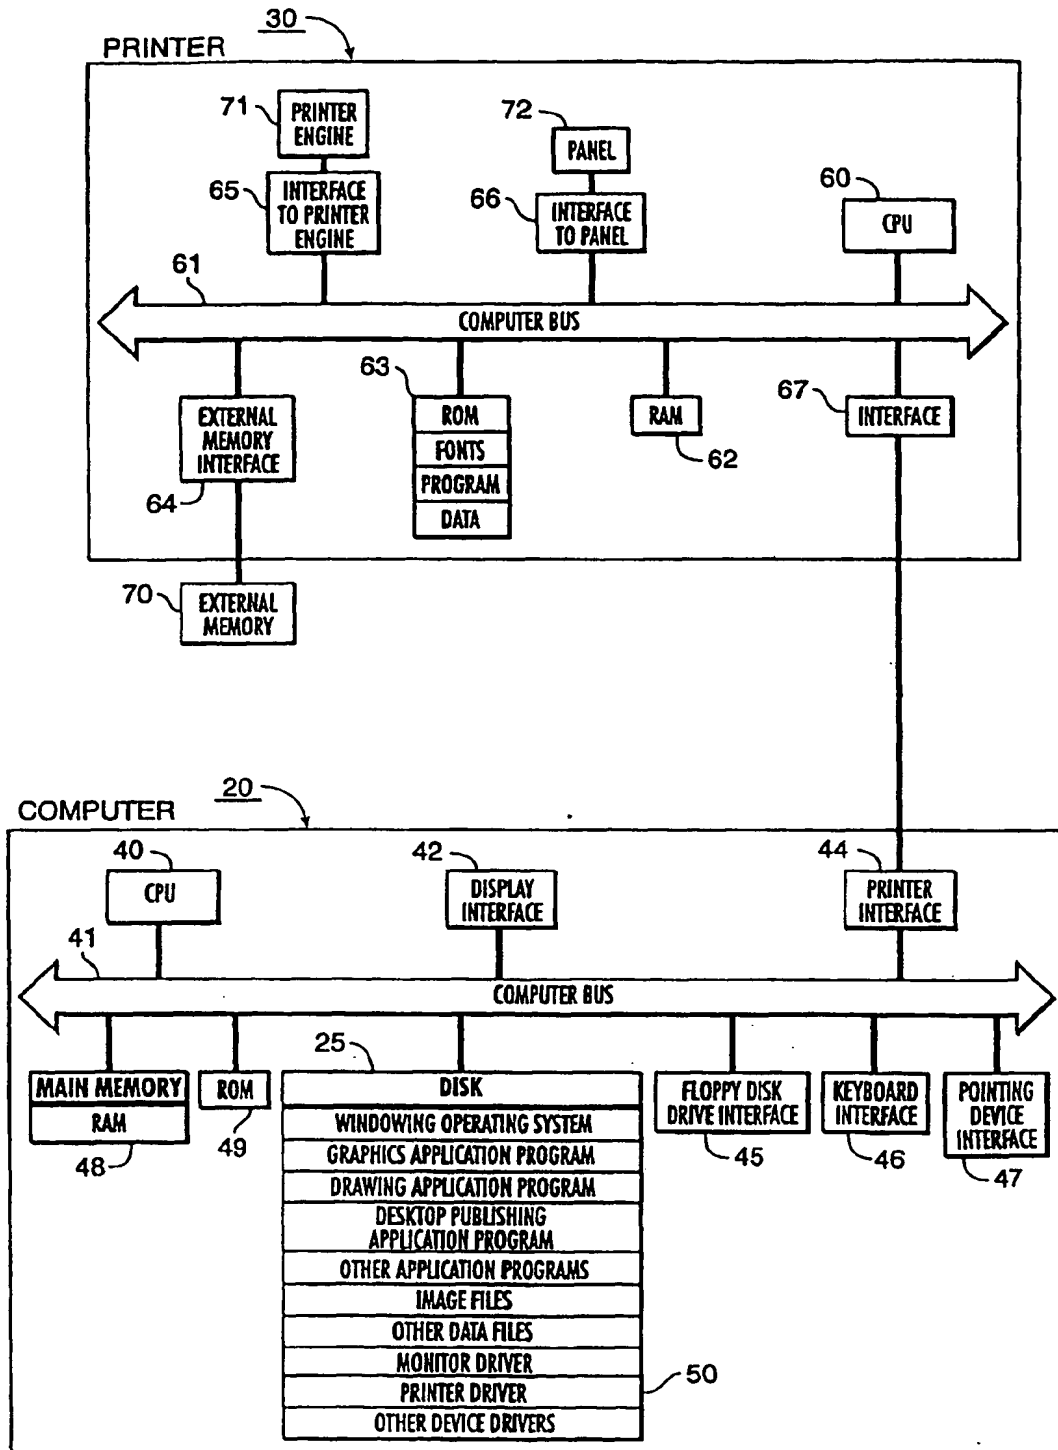 30
PRINTER
71
PRINTER
ENGINE
72
PANEL
65
INTERFACE
TO PRINTER
ENGINE
66
INTERFACE
TO PANEL
60
CPU
61
COMPUTER BUS
EXTERNAL
MEMORY
INTERFACE
64
63
ROM
FONTS
PROGRAM
DATA
RAM
62
67
INTERFACE
70
EXTERNAL
MEMORY
20
COMPUTER
40
CPU
42
DISPLAY
INTERFACE
44
PRINTER
INTERFACE
41
COMPUTER BUS
MAIN MEMORY
RAM
48
ROM
49
25
DISK
WINDOWING OPERATING SYSTEM
GRAPHICS APPLICATION PROGRAM
DRAWING APPLICATION PROGRAM
DESKTOP PUBLISHING
APPLICATION PROGRAM
OTHER APPLICATION PROGRAMS
IMAGE FILES
OTHER DATA FILES
MONITOR DRIVER
PRINTER DRIVER
OTHER DEVICE DRIVERS
50
FLOPPY DISK
DRIVE INTERFACE
45
KEYBOARD
INTERFACE
46
POINTING
DEVICE
INTERFACE
47